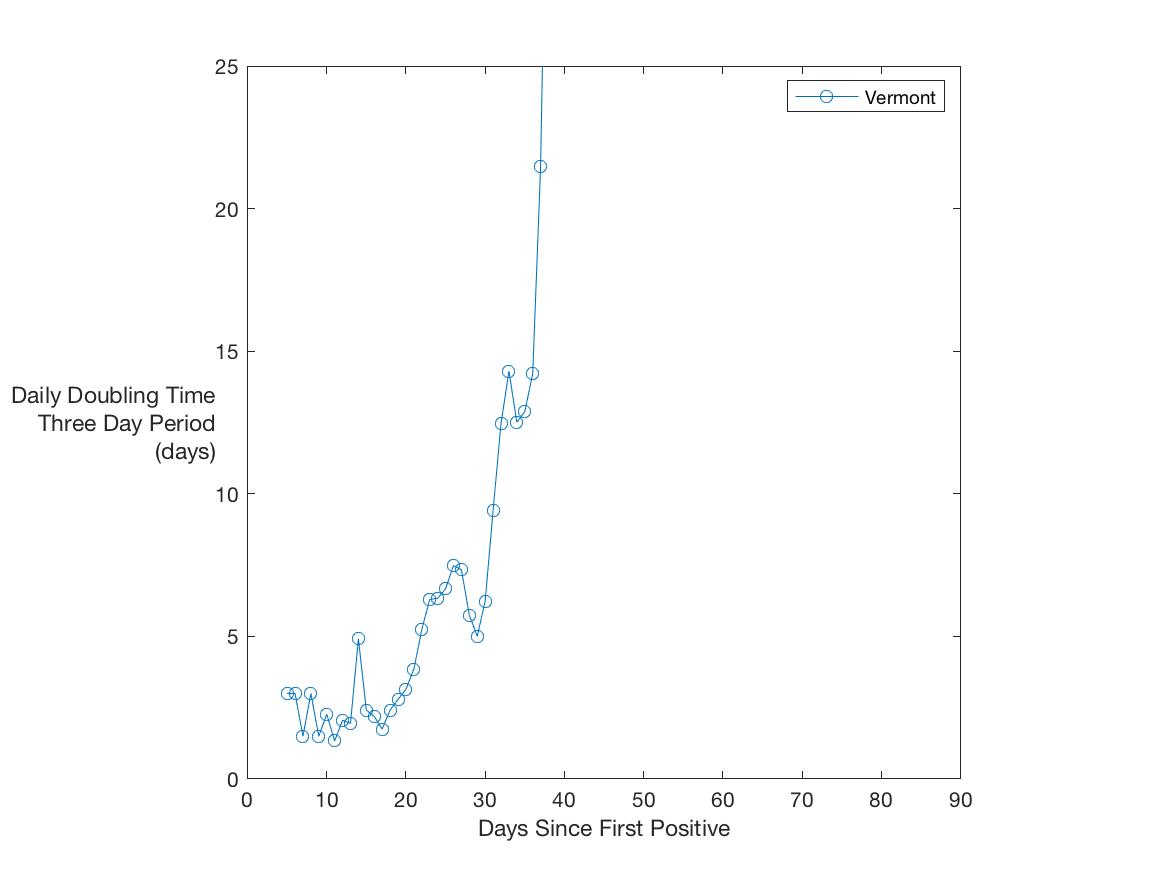 25
20
15
10
5
0
Daily Doubling Time
Three Day Period
(days)
Vermont
0 10 20 30 40 50 60 70 80 90
Days Since First Positive